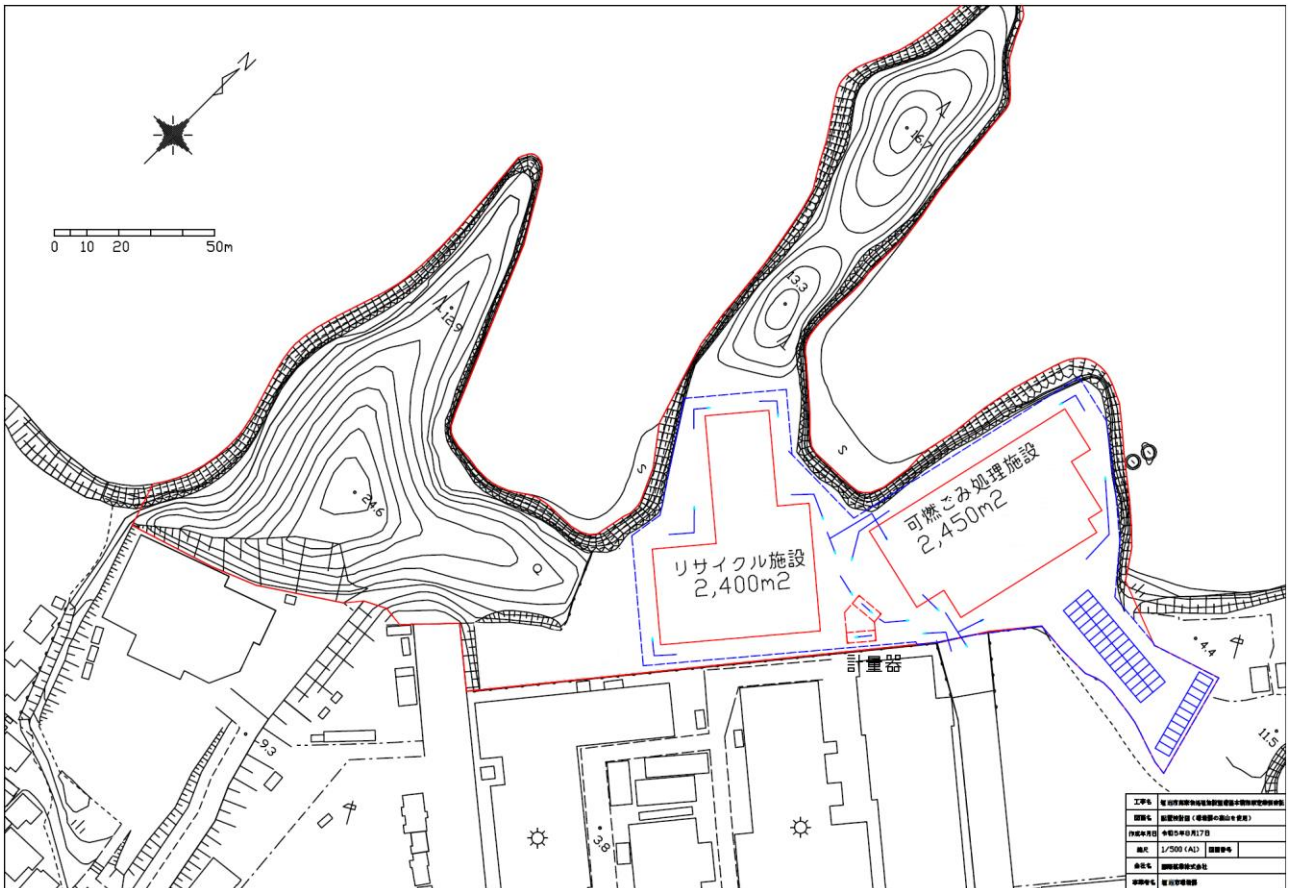 N
0 10 20 50m
16.7
13.3
12.9
24.6
S
S
Q
リサイクル施設
2,400m2
可燃ごみ処理施設
2,450m2
計量器
4.4
11.5
9.3
3.8
工事名
図面名
作成年月日 令和5年8月17日
縮尺 1/500(A1) 図面番号
会社名